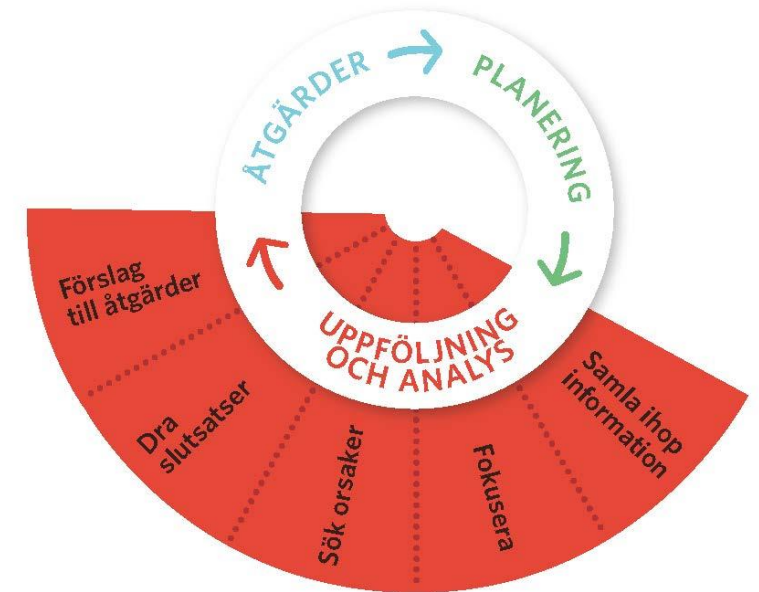 ÅTGÄRDER
PLANERING
UPPFÖLJNING
OCH ANALYS
Samla ihop
information
Fokusera
Sök orsaker
Dra
slutsatser
Förslag
till åtgärder